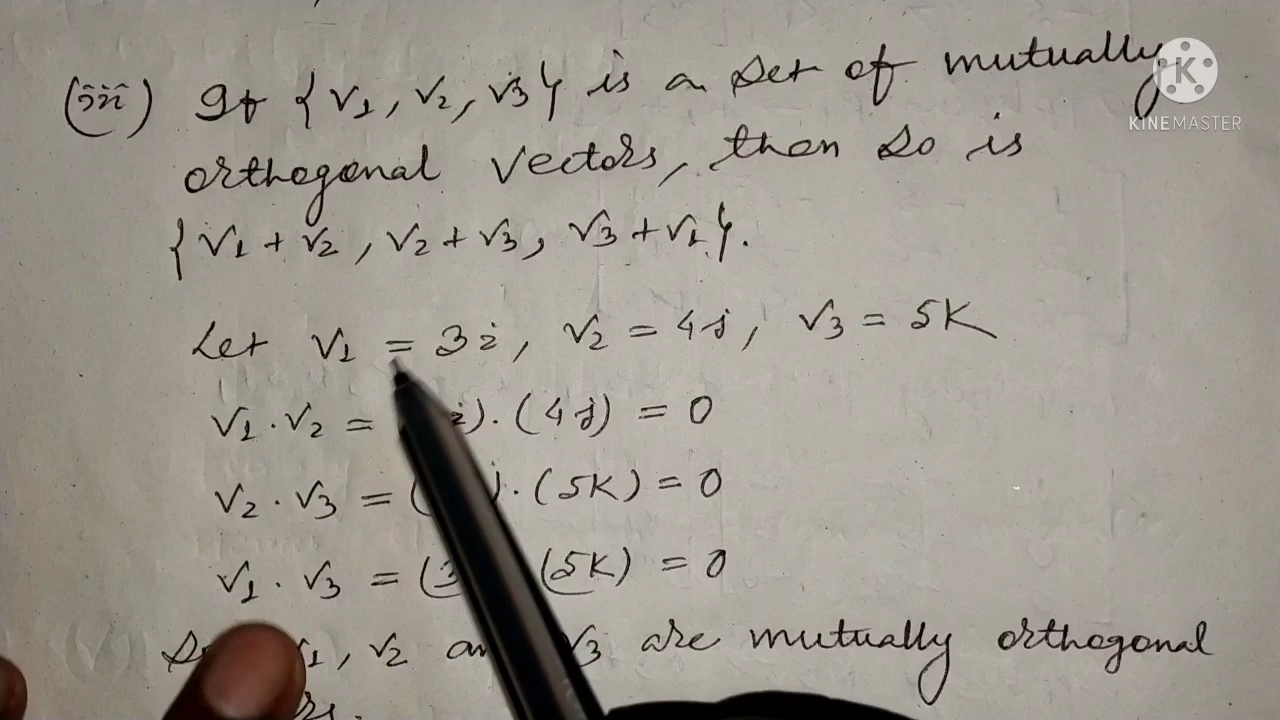 (iii) If {V1, V2, V3} is a set of mutually
orthogonal vectors, then so is
{V1 + V2, V2 + V3, V3 + V1}.
Let V1 = 3i, V2 = 4j, V3 = 5K
V1 . V2 = i) . (4j) = 0
V2 . V3 = ( ) . (5K) = 0
V1 . V3 = (3 (5K) = 0
V2 V3 are mutually orthogonal
K
KINEMASTER